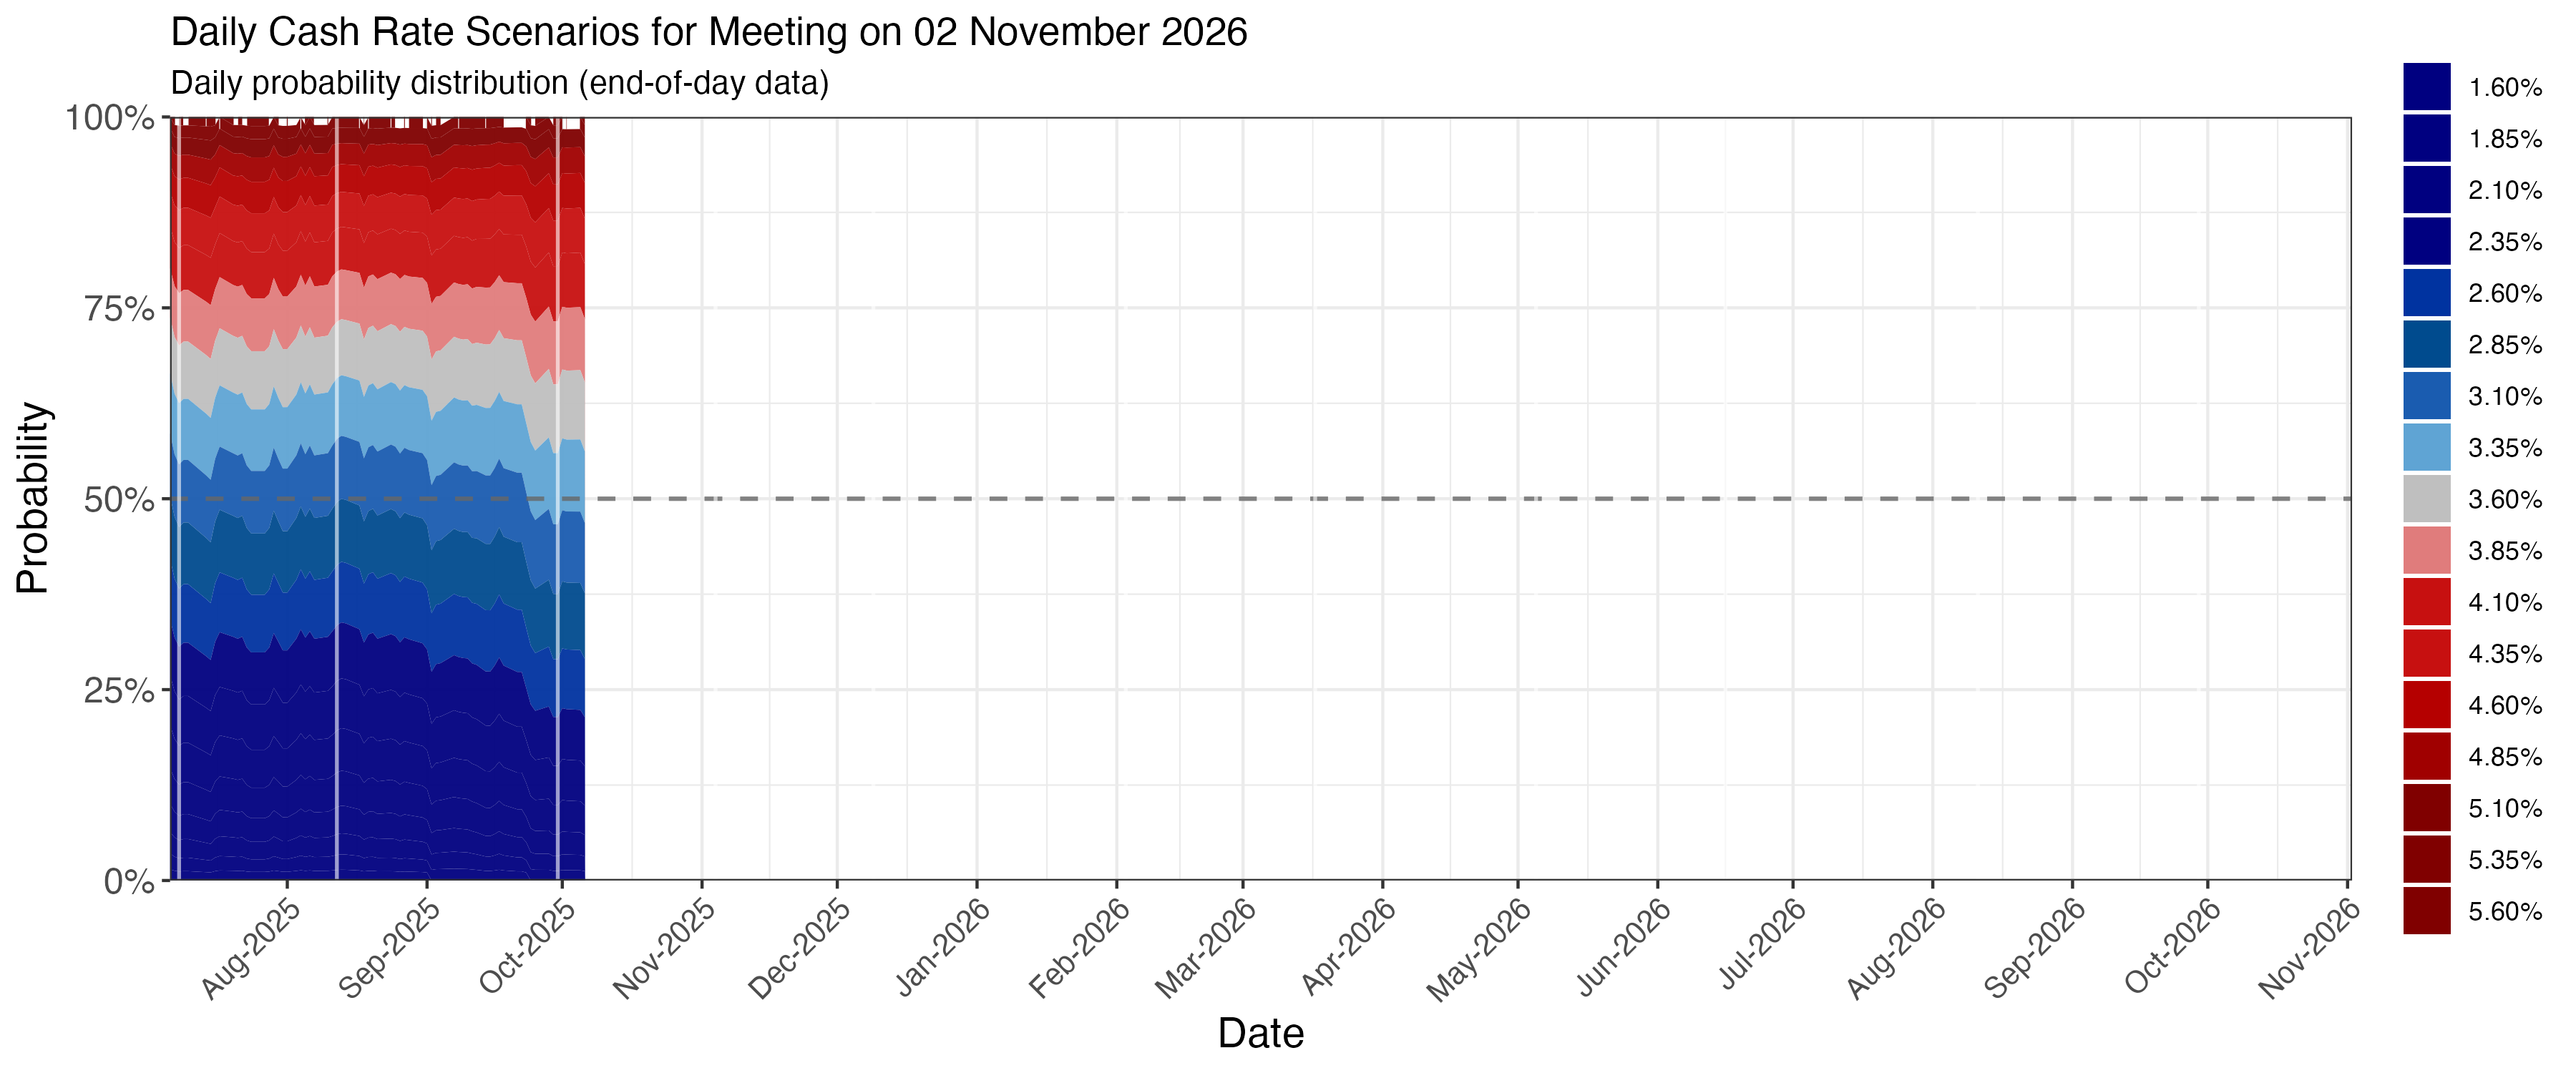 Daily Cash Rate Scenarios for Meeting on 02 November 2026
Daily probability distribution (end-of-day data)
Probability
100%
75%
50%
25%
0%
Aug-2025
Sep-2025
Oct-2025
Nov-2025
Dec-2025
Jan-2026
Feb-2026
Mar-2026
Apr-2026
May-2026
Jun-2026
Jul-2026
Aug-2026
Sep-2026
Oct-2026
Nov-2026
Date
1.60%
1.85%
2.10%
2.35%
2.60%
2.85%
3.10%
3.35%
3.60%
3.85%
4.10%
4.35%
4.60%
4.85%
5.10%
5.35%
5.60%